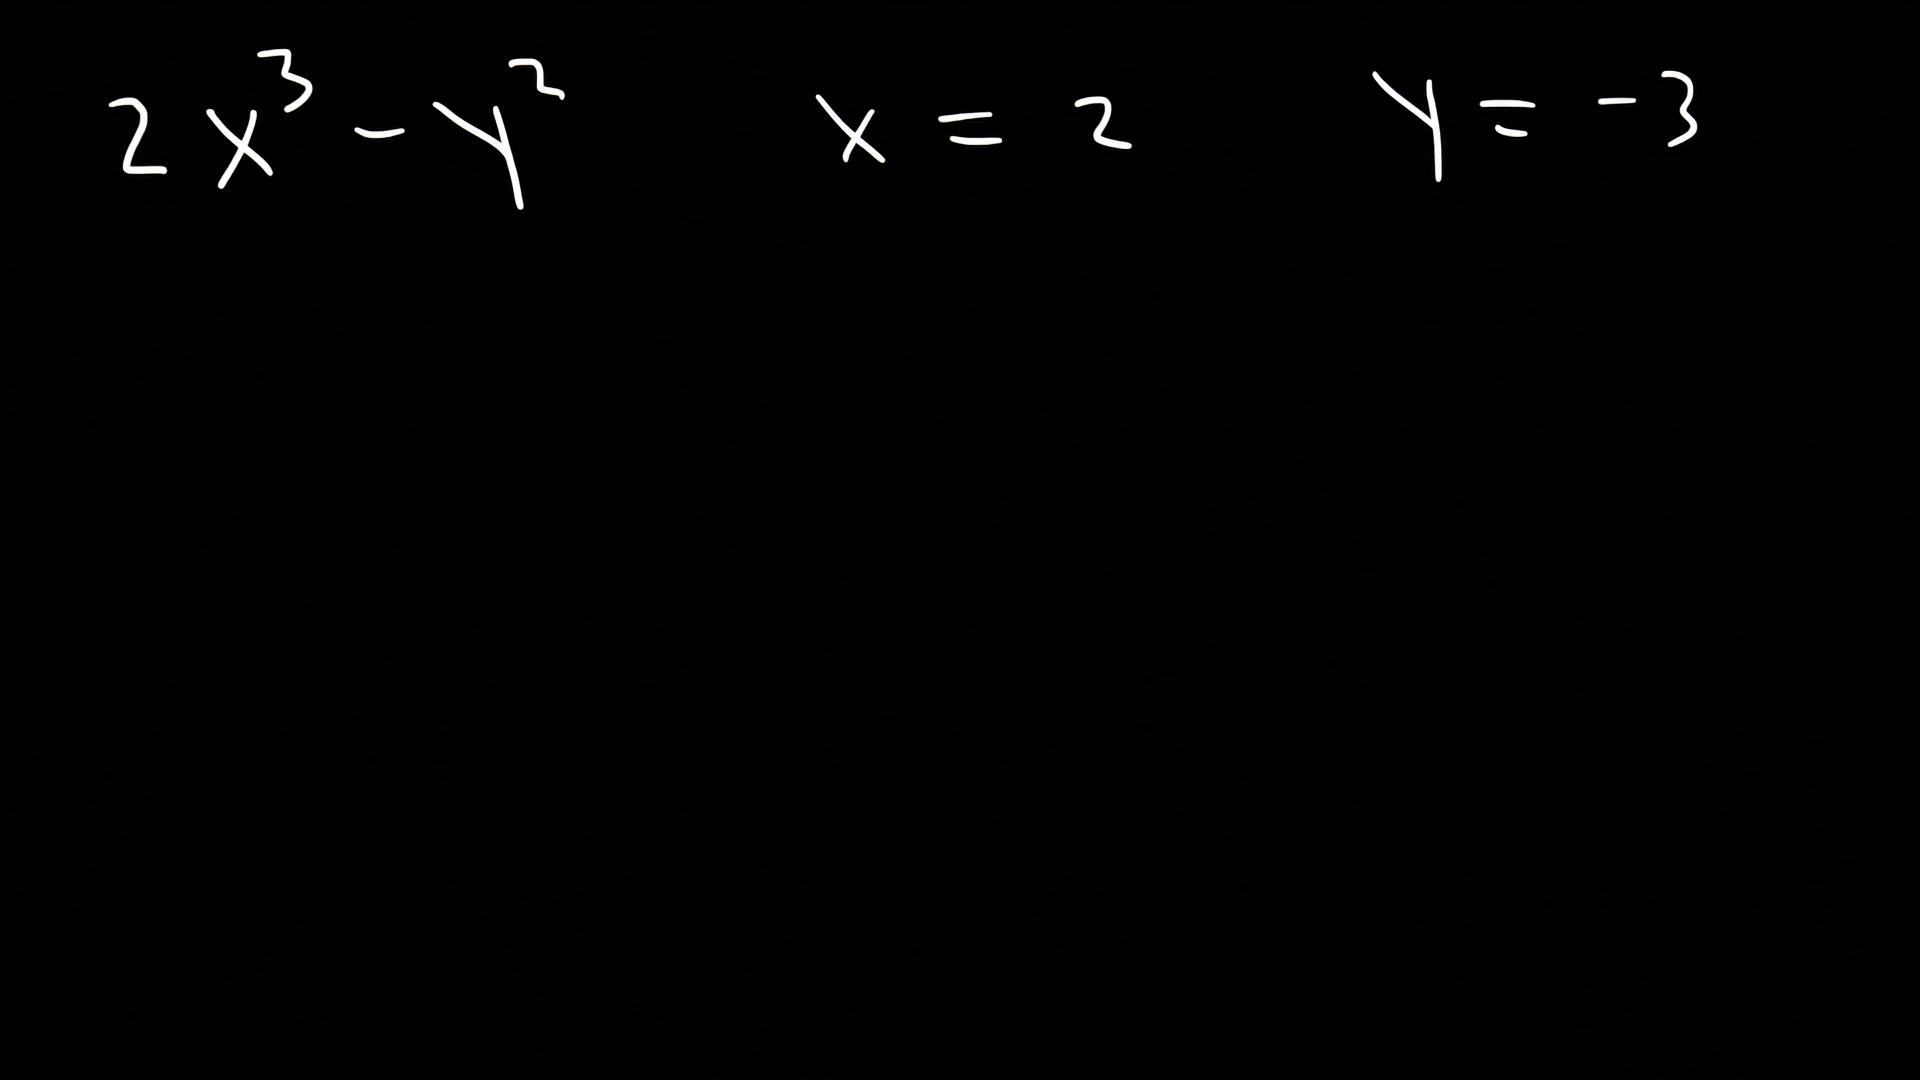 2x³ - y² x = 2 y = -3